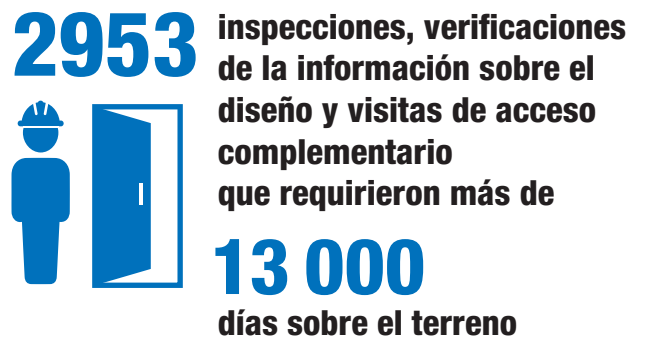 2953
inspecciones, verificaciones
de la información sobre el
diseño y visitas de acceso
complementario
que requirieron más de
13 000
días sobre el terreno